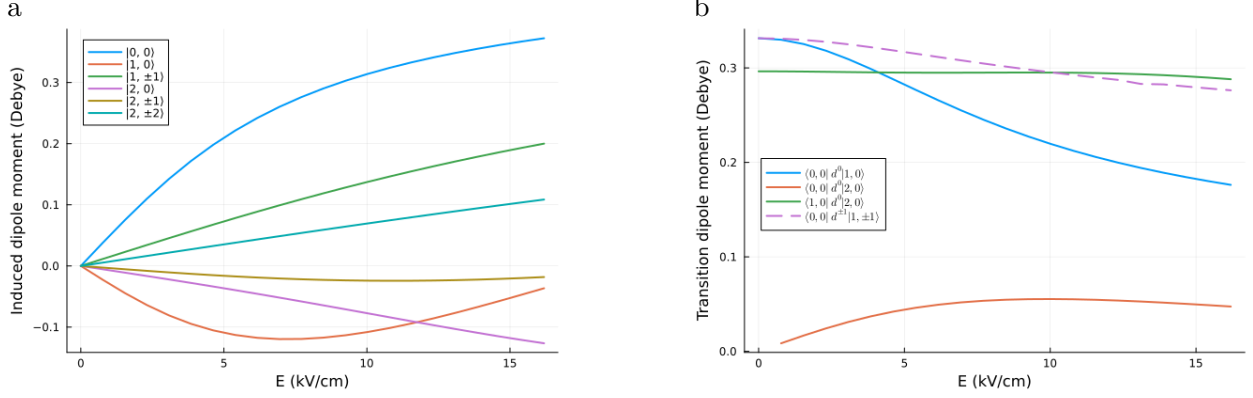 a
Induced dipole moment (Debye)
0.3
0.2
0.1
0.0
−0.1
|0, 0⟩
|1, 0⟩
|1, ±1⟩
|2, 0⟩
|2, ±1⟩
|2, ±2⟩
0
5
10
15
E (kV/cm)
b
Transition dipole moment (Debye)
0.3
0.2
0.1
0.0
⟨0, 0| d⁰|1, 0⟩
⟨0, 0| d⁰|2, 0⟩
⟨1, 0| d⁰|2, 0⟩
⟨0, 0| d±¹|1, ±1⟩
0
5
10
15
E (kV/cm)